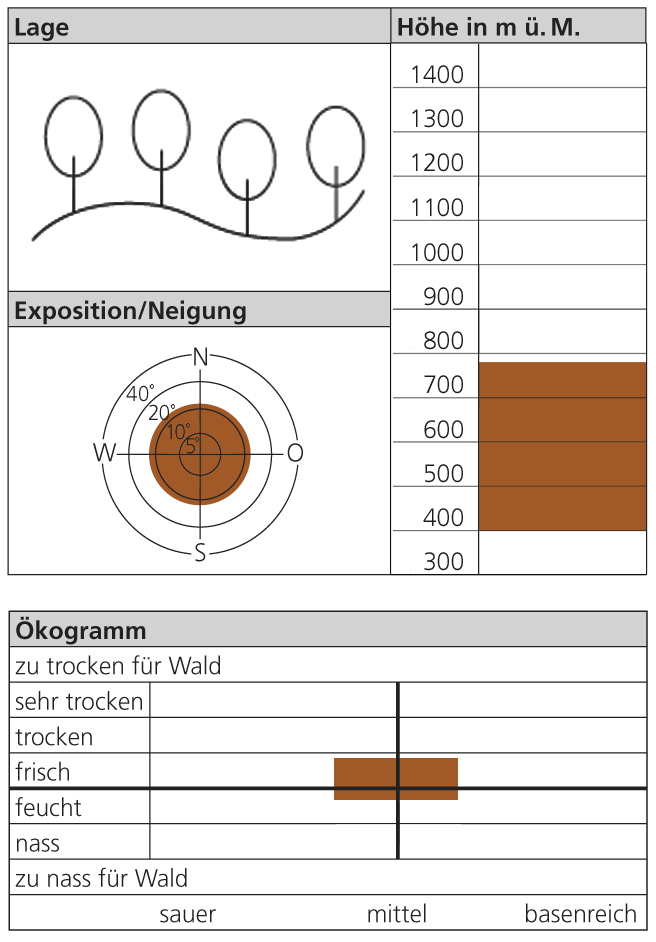 Lage
Höhe in m ü. M.
1400
1300
1200
1100
1000
900
800
700
600
500
400
300
Exposition/Neigung
N
40°
20°
10°
5°
W
O
S
Ökogramm
zu trocken für Wald
sehr trocken
trocken
frisch
feucht
nass
zu nass für Wald
sauer mittel basenreich